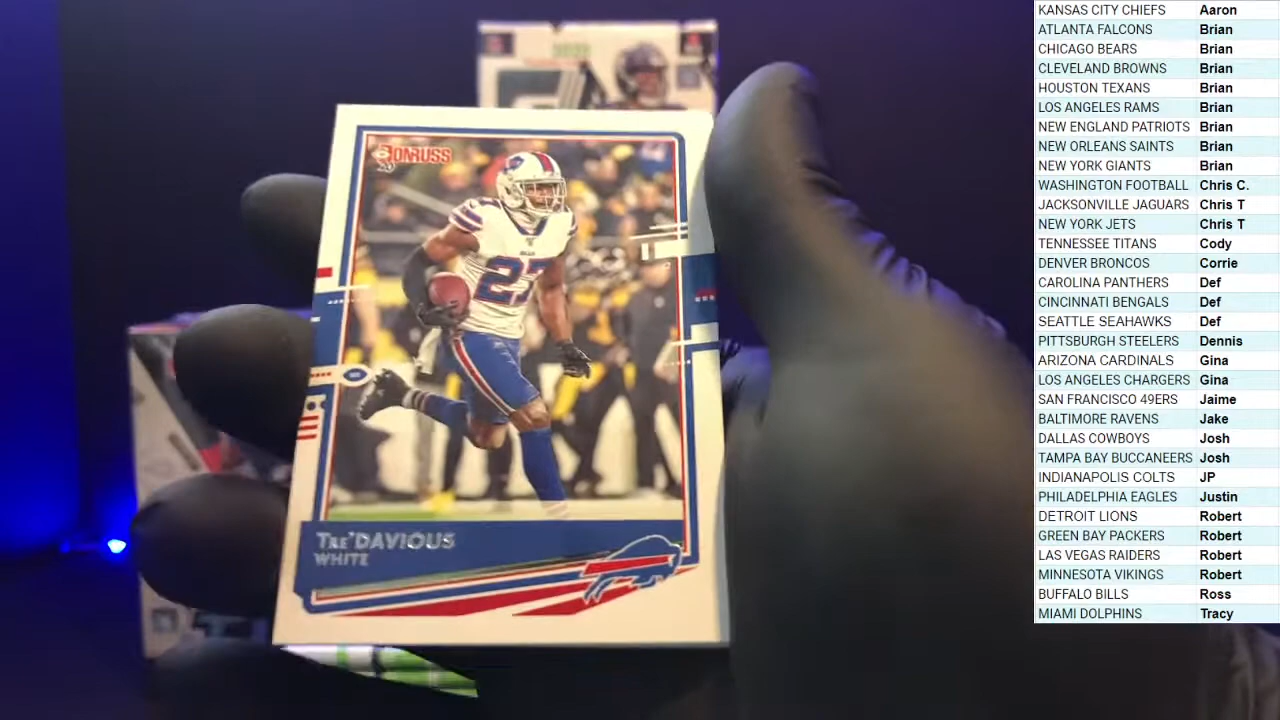 DONRUSS
BILLS
27
TRE'DAVIOUS
WHITE
KANSAS CITY CHIEFS Aaron
ATLANTA FALCONS Brian
CHICAGO BEARS Brian
CLEVELAND BROWNS Brian
HOUSTON TEXANS Brian
LOS ANGELES RAMS Brian
NEW ENGLAND PATRIOTS Brian
NEW ORLEANS SAINTS Brian
NEW YORK GIANTS Brian
WASHINGTON FOOTBALL Chris C.
JACKSONVILLE JAGUARS Chris T
NEW YORK JETS Chris T
TENNESSEE TITANS Cody
DENVER BRONCOS Corrie
CAROLINA PANTHERS Def
CINCINNATI BENGALS Def
SEATTLE SEAHAWKS Def
PITTSBURGH STEELERS Dennis
ARIZONA CARDINALS Gina
LOS ANGELES CHARGERS Gina
SAN FRANCISCO 49ERS Jaime
BALTIMORE RAVENS Jake
DALLAS COWBOYS Josh
TAMPA BAY BUCCANEERS Josh
INDIANAPOLIS COLTS JP
PHILADELPHIA EAGLES Justin
DETROIT LIONS Robert
GREEN BAY PACKERS Robert
LAS VEGAS RAIDERS Robert
MINNESOTA VIKINGS Robert
BUFFALO BILLS Ross
MIAMI DOLPHINS Tracy